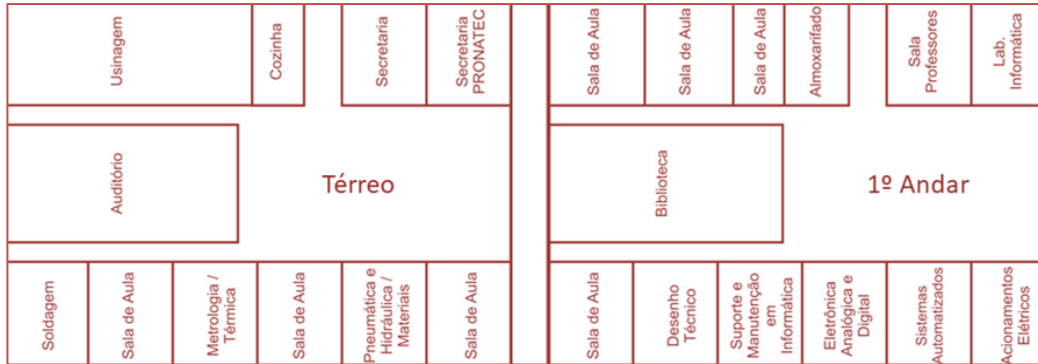 Usinagem
Cozinha
Secretaria
Secretaria
PRONATEC
Auditório
Térreo
Soldagem
Sala de Aula
Metrologia /
Térmica
Sala de Aula
Pneumática e
Hidráulica /
Materiais
Sala de Aula
Sala de Aula
Sala de Aula
Sala de Aula
Almoxarifado
Sala
Professores
Lab.
Informática
Biblioteca
1º Andar
Sala de Aula
Desenho
Técnico
Suporte e
Manutenção
em
Informática
Eletrônica
Analógica e
Digital
Sistemas
Automatizados
Acionamentos
Elétricos